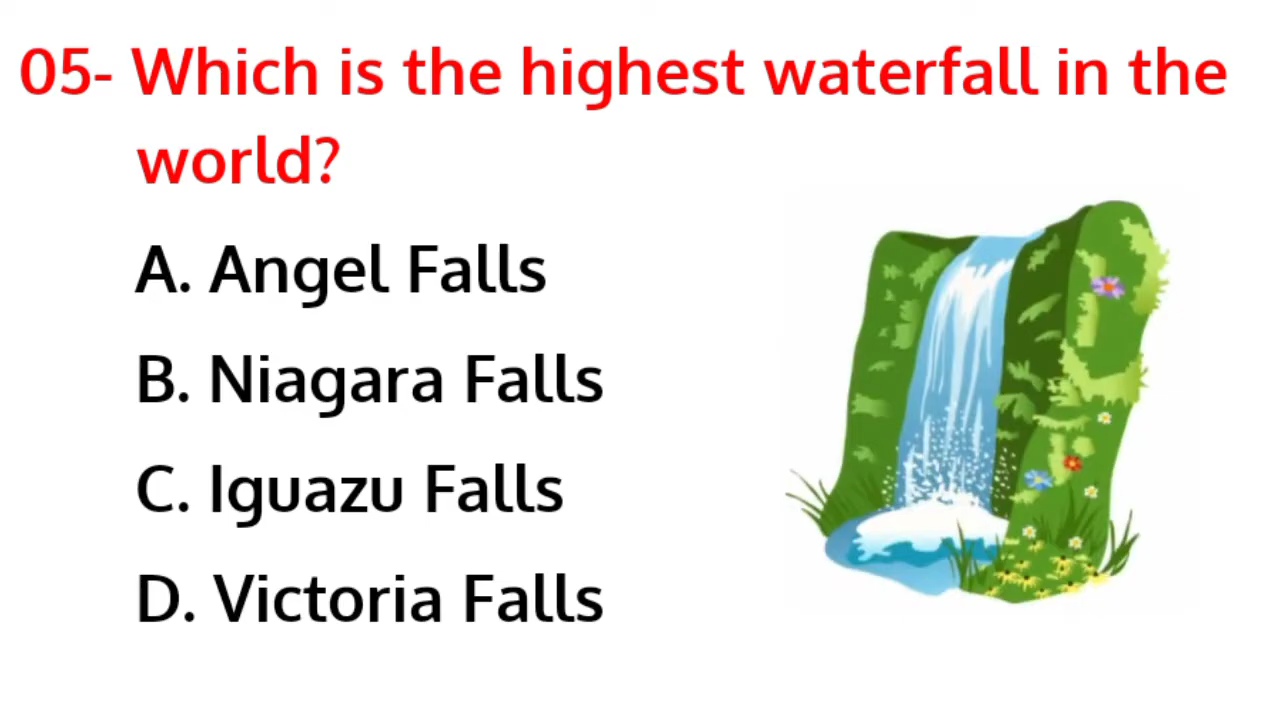 05- Which is the highest waterfall in the
world?
A. Angel Falls
B. Niagara Falls
C. Iguazu Falls
D. Victoria Falls